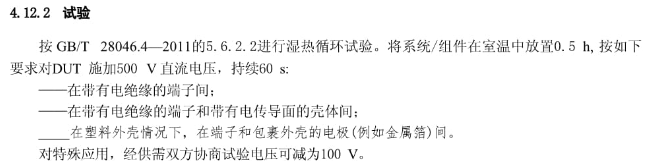 4.12.2 试验
按 GB/T 28046.4—2011的5.6.2.2进行湿热循环试验。将系统/组件在室温中放置0.5 h, 按如下
要求对DUT 施加500 V 直流电压，持续60 s:
——在带有电绝缘的端子间；
——在带有电绝缘的端子和带有电传导面的壳体间；
____在塑料外壳情况下，在端子和包裹外壳的电极(例如金属箔)间。
对特殊应用，经供需双方协商试验电压可减为100 V。